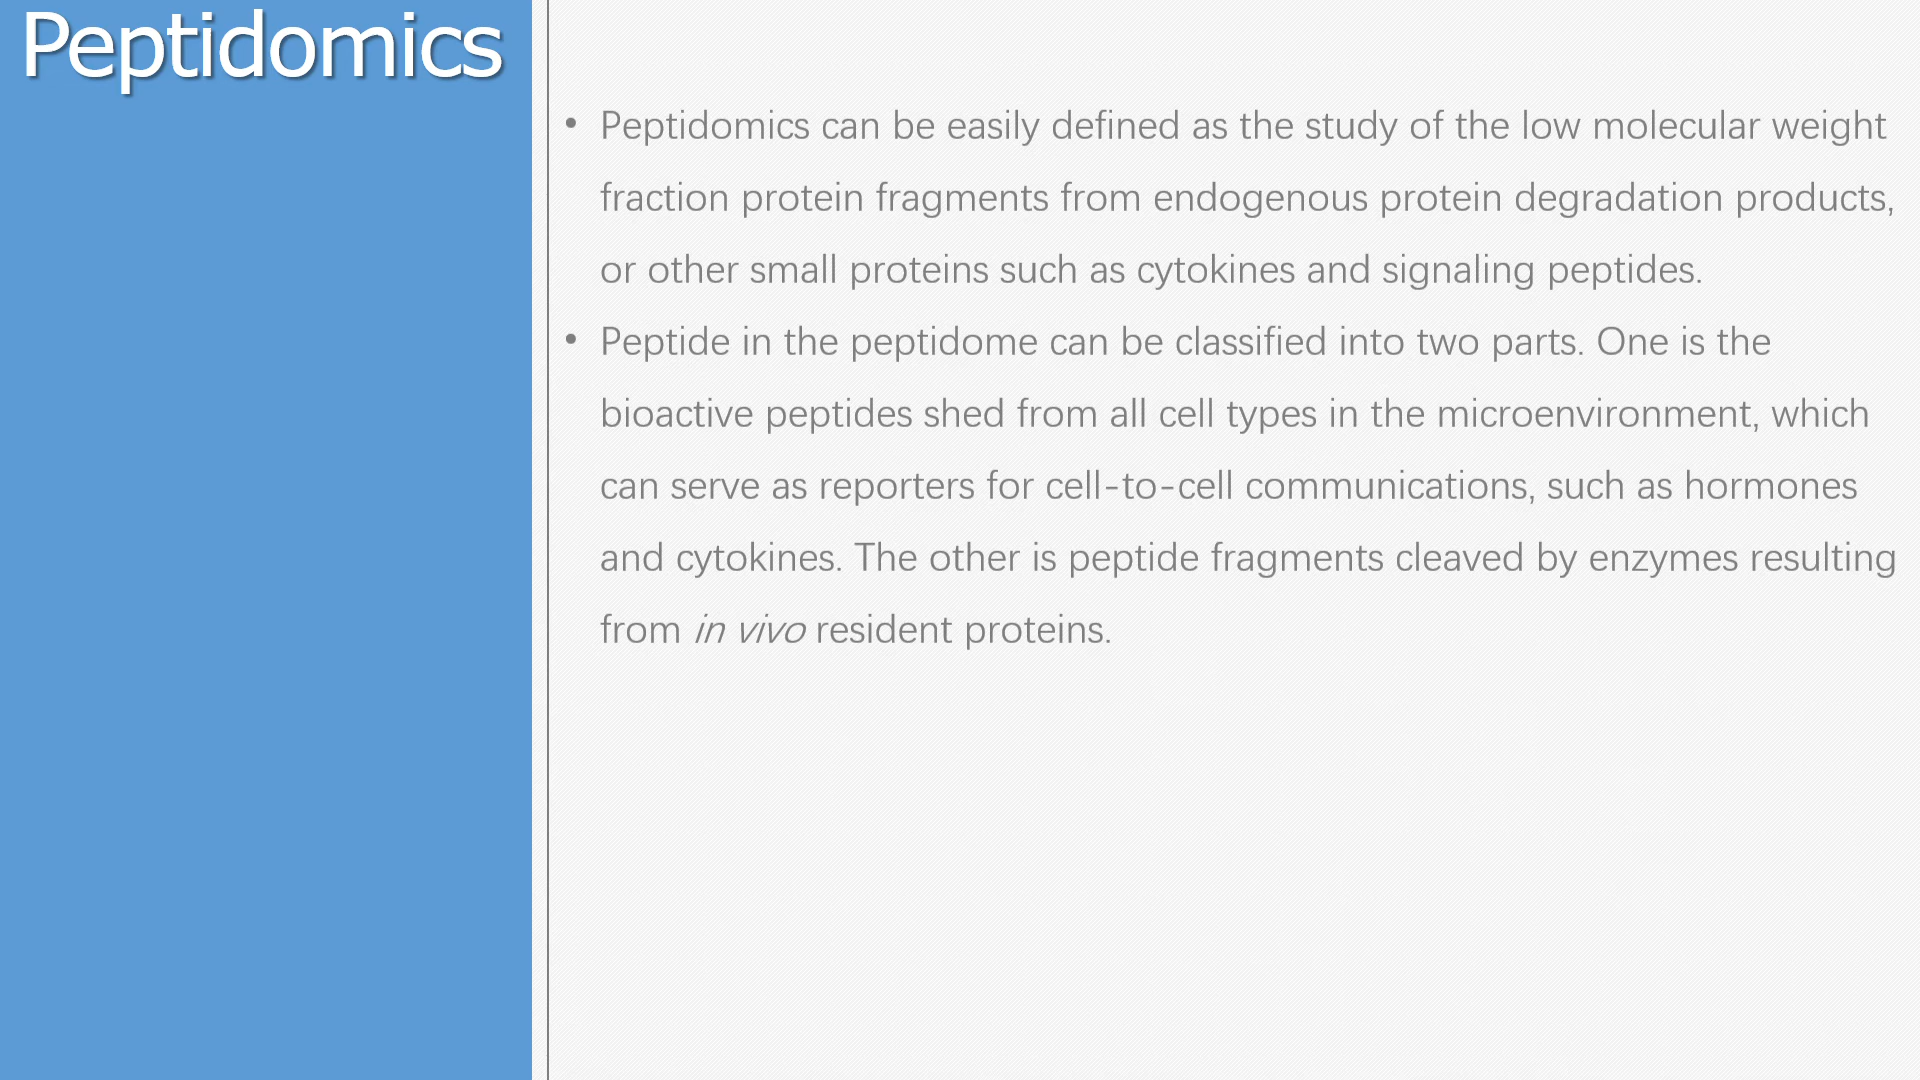 Peptidomics
• Peptidomics can be easily defined as the study of the low molecular weight
fraction protein fragments from endogenous protein degradation products,
or other small proteins such as cytokines and signaling peptides.
• Peptide in the peptidome can be classified into two parts. One is the
bioactive peptides shed from all cell types in the microenvironment, which
can serve as reporters for cell-to-cell communications, such as hormones
and cytokines. The other is peptide fragments cleaved by enzymes resulting
from in vivo resident proteins.